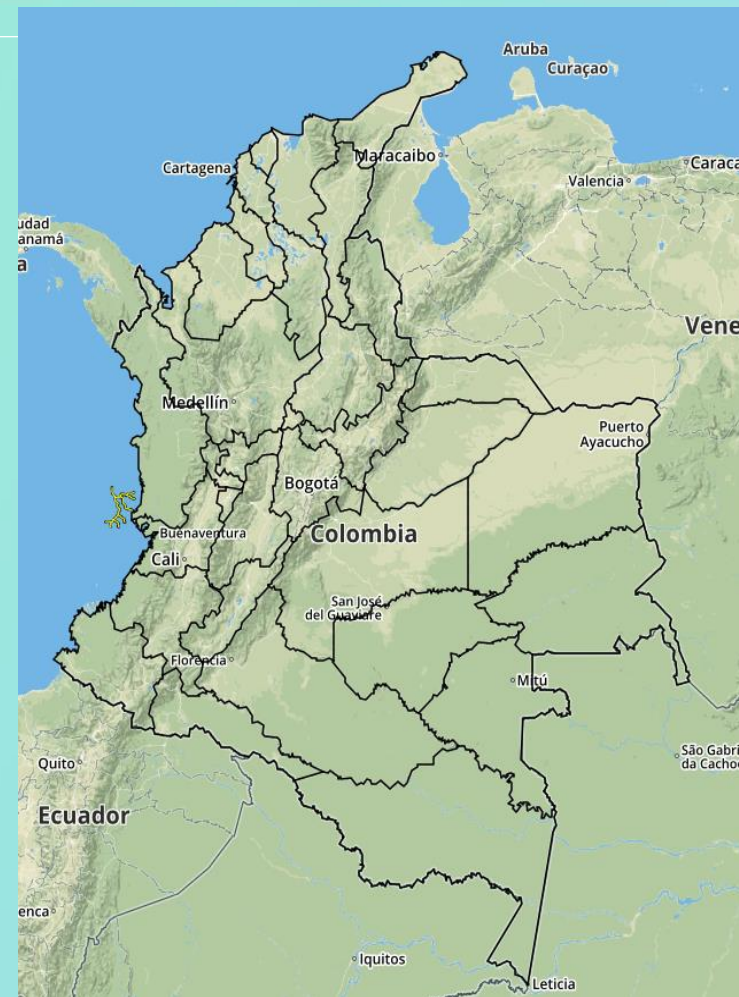 Aruba
Curaçao
Maracaibo
Caraca
Cartagena
Valencia
udad
anamá
a
Vene
Medellín
Puerto
Ayacucho
Bogotá
Buenaventura
Colombia
Cali
San José
del Guaviare
Florencia
Mitú
São Gabri
da Cachoe
Quito
Ecuador
enca
Iquitos
Leticia